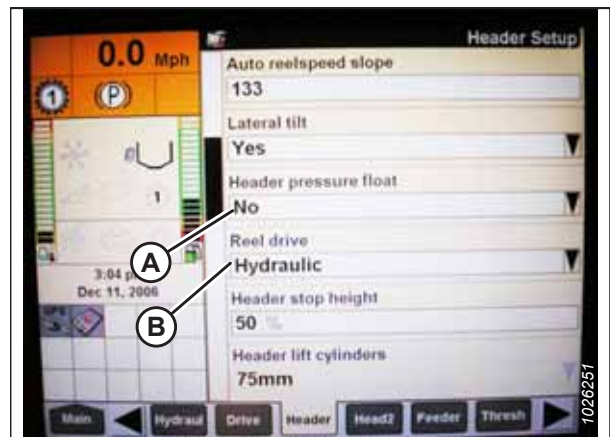 0.0 Mph
Header Setup
Auto reelspeed slope
133
1
(P)
Lateral tilt
Yes
Header pressure float
1
No
A
Reel drive
Hydraulic
3:04
Dec 11, 2006
B
Header stop height
50 %
Header lift cylinders
75mm
Main
Hydraul
Drive
Header
Head2
Feeder
Thresh
1026251